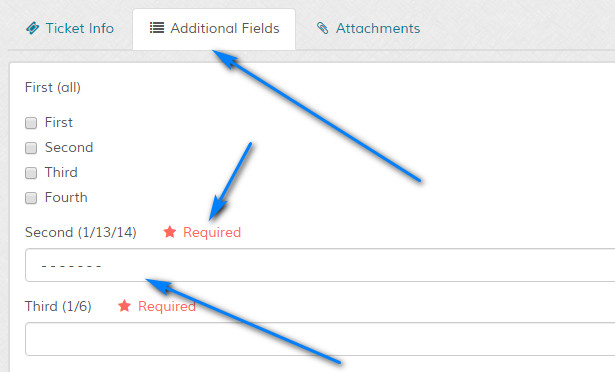 Ticket Info Additional Fields Attachments
First (all)
First
Second
Third
Fourth
Second (1/13/14) Required
-------
Third (1/6) Required